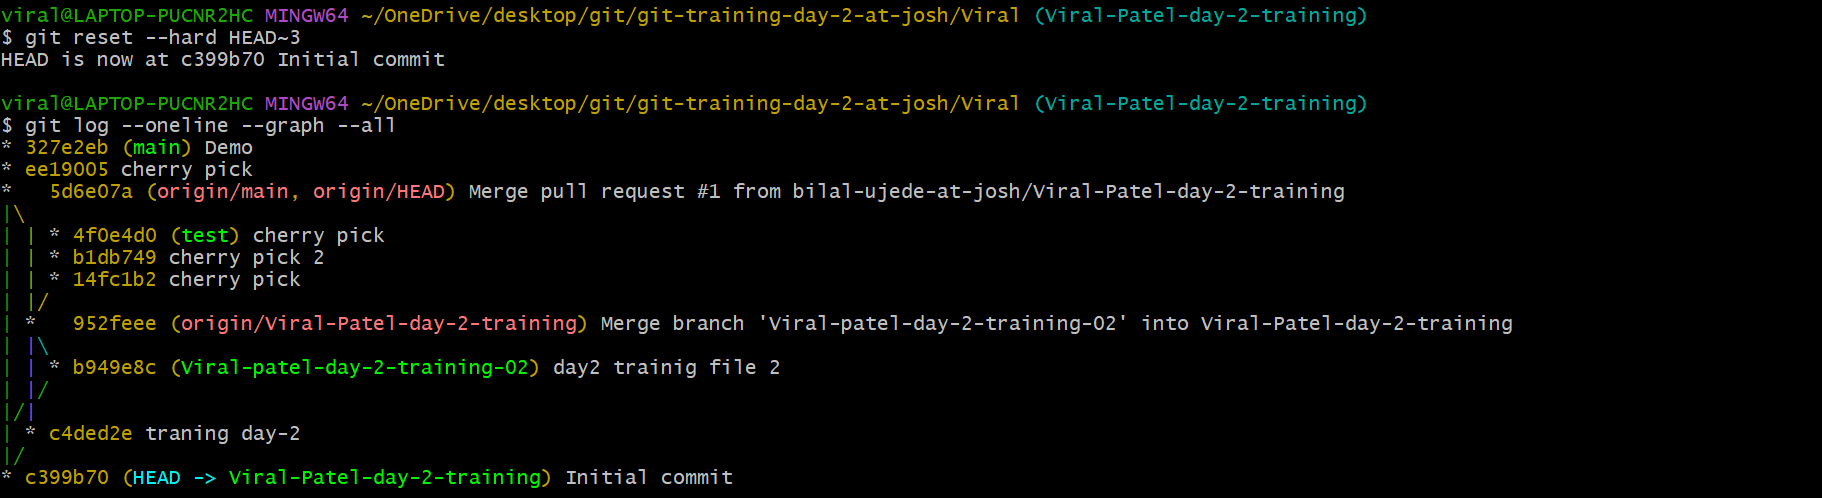 viral@LAPTOP-PUCNR2HC MINGW64 ~/OneDrive/desktop/git/git-training-day-2-at-josh/Viral (Viral-Patel-day-2-training)
$ git reset --hard HEAD~3
HEAD is now at c399b70 Initial commit

viral@LAPTOP-PUCNR2HC MINGW64 ~/OneDrive/desktop/git/git-training-day-2-at-josh/Viral (Viral-Patel-day-2-training)
$ git log --oneline --graph --all
* 327e2eb (main) Demo
* ee19005 cherry pick
*   5d6e07a (origin/main, origin/HEAD) Merge pull request #1 from bilal-ujede-at-josh/Viral-Patel-day-2-training
|\
| | * 4f0e4d0 (test) cherry pick
| | * b1db749 cherry pick 2
| | * 14fc1b2 cherry pick
| |/
| *   952feee (origin/Viral-Patel-day-2-training) Merge branch 'Viral-patel-day-2-training-02' into Viral-Patel-day-2-training
| |\
| | * b949e8c (Viral-patel-day-2-training-02) day2 trainig file 2
| |/
|/|
| * c4ded2e traning day-2
|/
* c399b70 (HEAD -> Viral-Patel-day-2-training) Initial commit